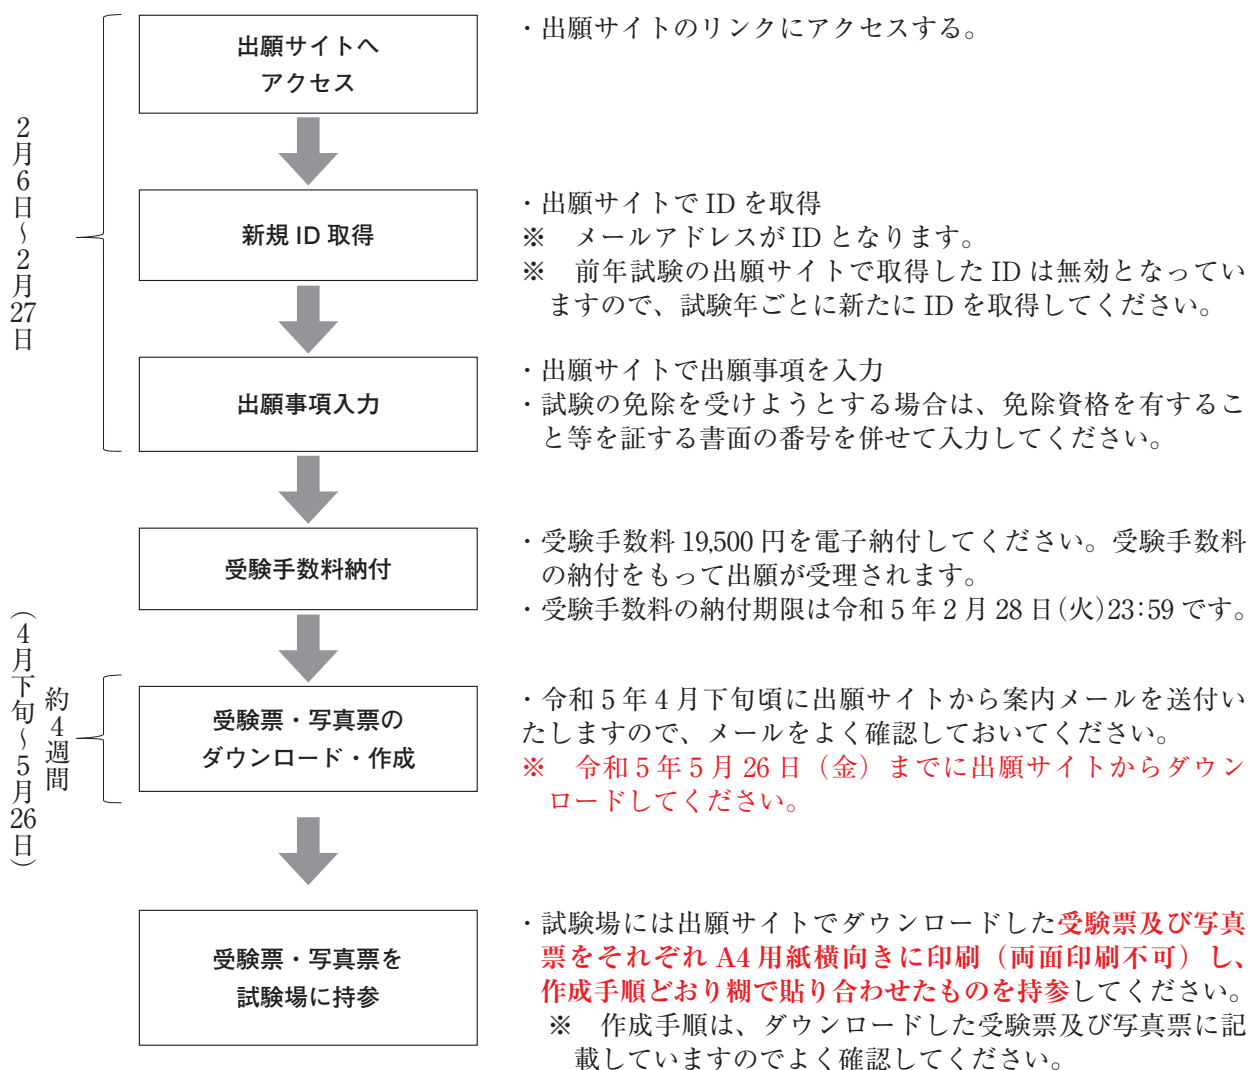 2月6日～2月27日
出願サイトへ
アクセス
・出願サイトのリンクにアクセスする。
新規 ID 取得
・出願サイトで ID を取得
※　メールアドレスが ID となります。
※　前年試験の出願サイトで取得した ID は無効となってい
ますので、試験年ごとに新たに ID を取得してください。
出願事項入力
・出願サイトで出願事項を入力
・試験の免除を受けようとする場合は、免除資格を有するこ
と等を証する書面の番号を併せて入力してください。
受験手数料納付
・受験手数料 19,500 円を電子納付してください。受験手数料
の納付をもって出願が受理されます。
・受験手数料の納付期限は令和 5 年 2 月 28 日(火)23:59 です。
約4週間
(4月下旬～5月26日)
受験票・写真票の
ダウンロード・作成
・令和 5 年 4 月下旬頃に出願サイトから案内メールを送付い
たしますので、メールをよく確認しておいてください。
※　令和 5 年 5 月 26 日（金）までに出願サイトからダウン
ロードしてください。
受験票・写真票を
試験場に持参
・試験場には出願サイトでダウンロードした受験票及び写真
票をそれぞれ A4 用紙横向きに印刷（両面印刷不可）し、
作成手順どおり糊で貼り合わせたものを持参してください。
※　作成手順は、ダウンロードした受験票及び写真票に記
載していますのでよく確認してください。